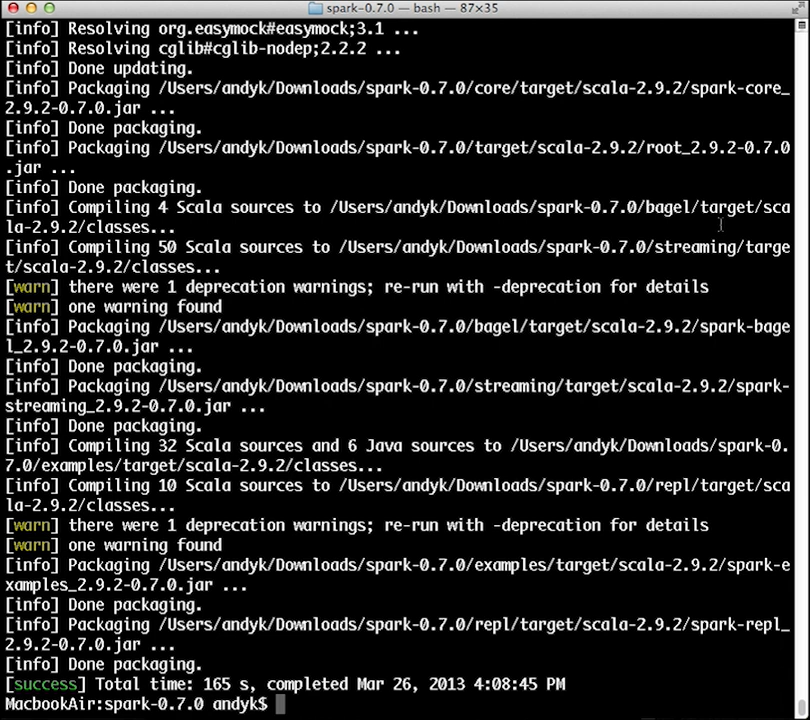 spark-0.7.0 — bash — 87×35
[info] Resolving org.easymock#easymock;3.1 ...
[info] Resolving cglib#cglib-nodep;2.2.2 ...
[info] Done updating.
[info] Packaging /Users/andyk/Downloads/spark-0.7.0/core/target/scala-2.9.2/spark-core_
2.9.2-0.7.0.jar ...
[info] Done packaging.
[info] Packaging /Users/andyk/Downloads/spark-0.7.0/target/scala-2.9.2/root_2.9.2-0.7.0
.jar ...
[info] Done packaging.
[info] Compiling 4 Scala sources to /Users/andyk/Downloads/spark-0.7.0/bagel/target/sca
la-2.9.2/classes...
[info] Compiling 50 Scala sources to /Users/andyk/Downloads/spark-0.7.0/streaming/targe
t/scala-2.9.2/classes...
[warn] there were 1 deprecation warnings; re-run with -deprecation for details
[warn] one warning found
[info] Packaging /Users/andyk/Downloads/spark-0.7.0/bagel/target/scala-2.9.2/spark-bage
l_2.9.2-0.7.0.jar ...
[info] Done packaging.
[info] Packaging /Users/andyk/Downloads/spark-0.7.0/streaming/target/scala-2.9.2/spark-
streaming_2.9.2-0.7.0.jar ...
[info] Done packaging.
[info] Compiling 32 Scala sources and 6 Java sources to /Users/andyk/Downloads/spark-0.
7.0/examples/target/scala-2.9.2/classes...
[info] Compiling 10 Scala sources to /Users/andyk/Downloads/spark-0.7.0/repl/target/sca
la-2.9.2/classes...
[warn] there were 1 deprecation warnings; re-run with -deprecation for details
[warn] one warning found
[info] Packaging /Users/andyk/Downloads/spark-0.7.0/examples/target/scala-2.9.2/spark-e
xamples_2.9.2-0.7.0.jar ...
[info] Done packaging.
[info] Packaging /Users/andyk/Downloads/spark-0.7.0/repl/target/scala-2.9.2/spark-repl_
2.9.2-0.7.0.jar ...
[info] Done packaging.
[success] Total time: 165 s, completed Mar 26, 2013 4:08:45 PM
MacbookAir:spark-0.7.0 andyk$